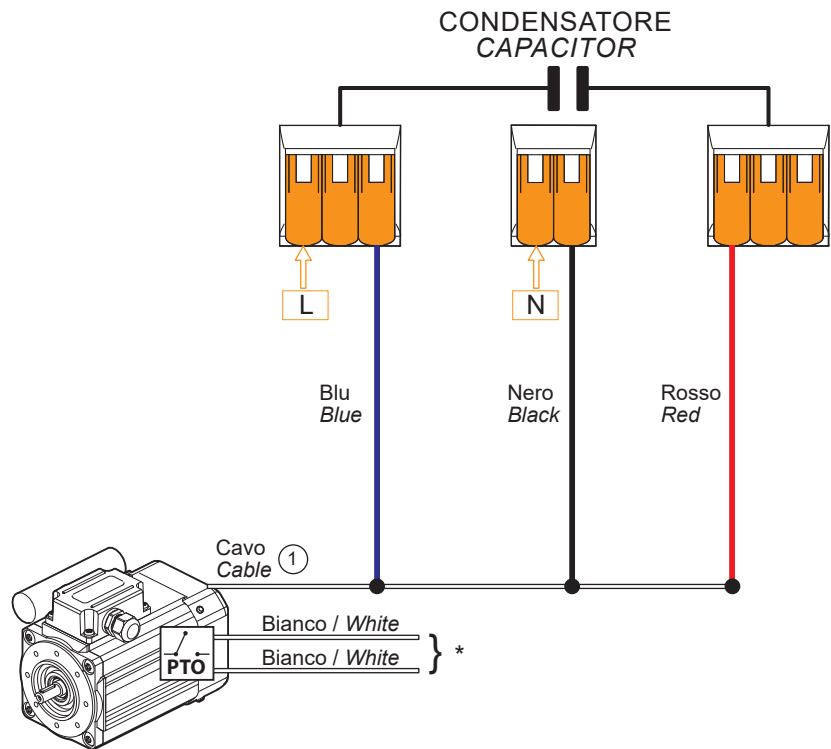 CONDENSATORE
CAPACITOR
L
N
Blu
Blue
Nero
Black
Rosso
Red
Cavo
Cable 1
Bianco / White
Bianco / White
} *
PTO